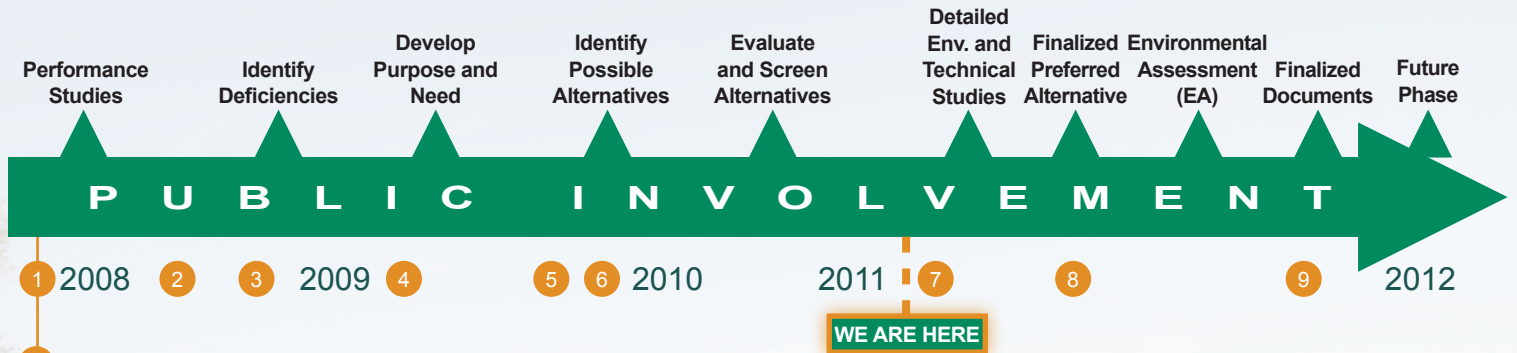 Performance
Studies
Identify
Deficiencies
Develop
Purpose and
Need
Identify
Possible
Alternatives
Evaluate
and Screen
Alternatives
Detailed
Env. and
Technical
Studies
Finalized
Preferred
Alternative
Environmental
Assessment
(EA)
Finalized
Documents
Future
Phase
PUBLIC INVOLVEMENT
1 2008 2 3 2009 4 5 6 2010 2011 7 8 9 2012
WE ARE HERE